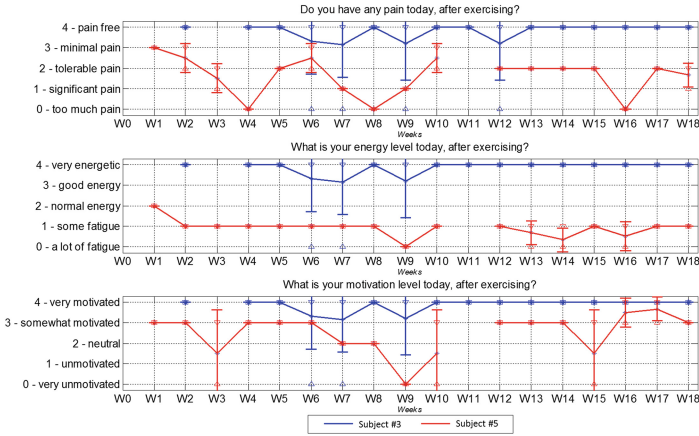 Do you have any pain today, after exercising?
4 - pain free
3 - minimal pain
2 - tolerable pain
1 - significant pain
0 - too much pain
W0 W1 W2 W3 W4 W5 W6 W7 W8 W9 W10 W11 W12 W13 W14 W15 W16 W17 W18
Weeks
What is your energy level today, after exercising?
4 - very energetic
3 - good energy
2 - normal energy
1 - some fatigue
0 - a lot of fatigue
W0 W1 W2 W3 W4 W5 W6 W7 W8 W9 W10 W11 W12 W13 W14 W15 W16 W17 W18
Weeks
What is your motivation level today, after exercising?
4 - very motivated
3 - somewhat motivated
2 - neutral
1 - unmotivated
0 - very unmotivated
W0 W1 W2 W3 W4 W5 W6 W7 W8 W9 W10 W11 W12 W13 W14 W15 W16 W17 W18
Weeks
Subject #3 Subject #5